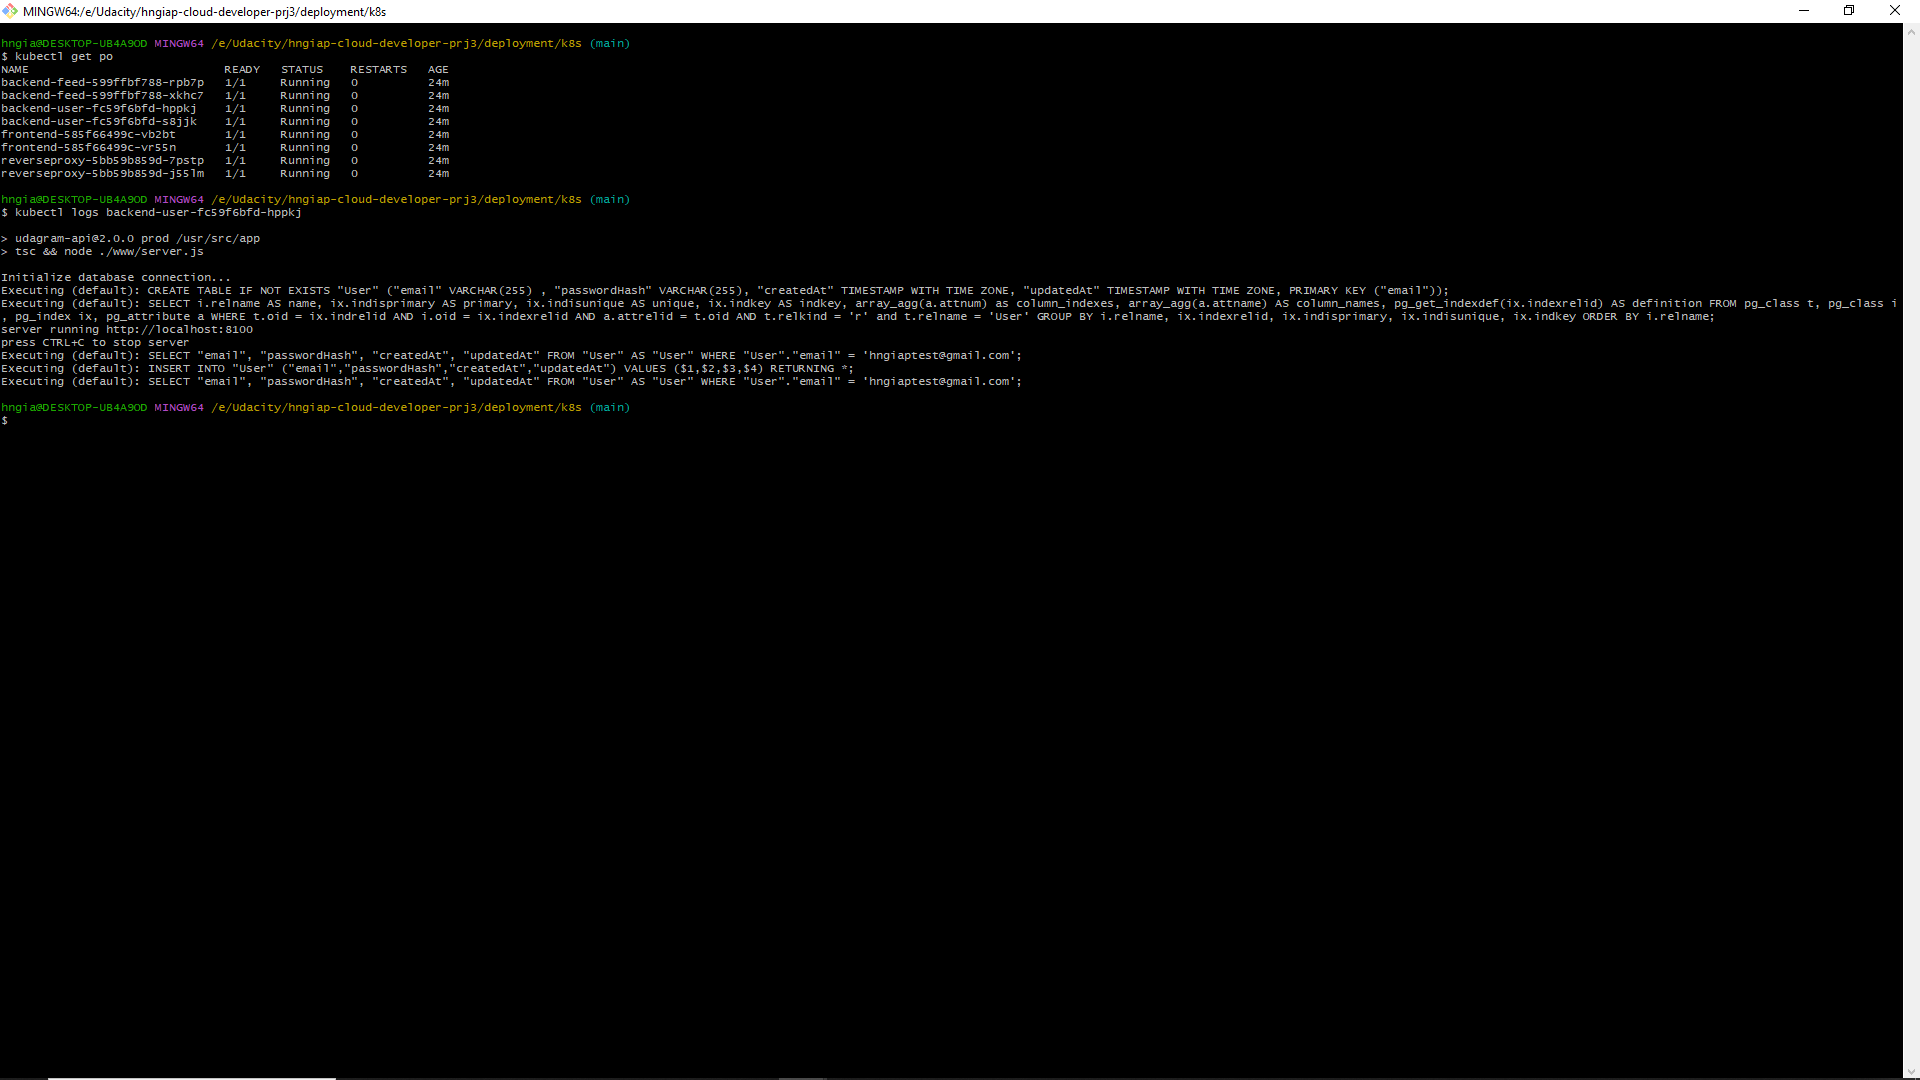 MINGW64:/e/Udacity/hngiap-cloud-developer-prj3/deployment/k8s
hngia@DESKTOP-UB4A9OD MINGW64 /e/Udacity/hngiap-cloud-developer-prj3/deployment/k8s (main)
$ kubectl get po
NAME READY STATUS RESTARTS AGE
backend-feed-599ffbf788-rpb7p 1/1 Running 0 24m
backend-feed-599ffbf788-xkhc7 1/1 Running 0 24m
backend-user-fc59f6bfd-hppkj 1/1 Running 0 24m
backend-user-fc59f6bfd-s8jjk 1/1 Running 0 24m
frontend-585f66499c-vb2bt 1/1 Running 0 24m
frontend-585f66499c-vr55n 1/1 Running 0 24m
reverseproxy-5bb59b859d-7pstp 1/1 Running 0 24m
reverseproxy-5bb59b859d-j55lm 1/1 Running 0 24m
hngia@DESKTOP-UB4A9OD MINGW64 /e/Udacity/hngiap-cloud-developer-prj3/deployment/k8s (main)
$ kubectl logs backend-user-fc59f6bfd-hppkj
> udagram-api@2.0.0 prod /usr/src/app
> tsc && node ./www/server.js
Initialize database connection...
Executing (default): CREATE TABLE IF NOT EXISTS "User" ("email" VARCHAR(255) , "passwordHash" VARCHAR(255), "createdAt" TIMESTAMP WITH TIME ZONE, "updatedAt" TIMESTAMP WITH TIME ZONE, PRIMARY KEY ("email"));
Executing (default): SELECT i.relname AS name, ix.indisprimary AS primary, ix.indisunique AS unique, ix.indkey AS indkey, array_agg(a.attnum) as column_indexes, array_agg(a.attname) AS column_names, pg_get_indexdef(ix.indexrelid) AS definition FROM pg_class t, pg_class i
, pg_index ix, pg_attribute a WHERE t.oid = ix.indrelid AND i.oid = ix.indexrelid AND a.attrelid = t.oid AND t.relkind = 'r' and t.relname = 'User' GROUP BY i.relname, ix.indexrelid, ix.indisprimary, ix.indisunique, ix.indkey ORDER BY i.relname;
server running http://localhost:8100
press CTRL+C to stop server
Executing (default): SELECT "email", "passwordHash", "createdAt", "updatedAt" FROM "User" AS "User" WHERE "User"."email" = 'hngiaptest@gmail.com';
Executing (default): INSERT INTO "User" ("email","passwordHash","createdAt","updatedAt") VALUES ($1,$2,$3,$4) RETURNING *;
Executing (default): SELECT "email", "passwordHash", "createdAt", "updatedAt" FROM "User" AS "User" WHERE "User"."email" = 'hngiaptest@gmail.com';
hngia@DESKTOP-UB4A9OD MINGW64 /e/Udacity/hngiap-cloud-developer-prj3/deployment/k8s (main)
$